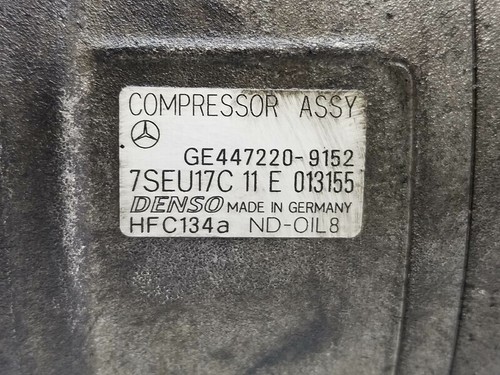 COMPRESSOR ASSY
GE447220-9152
7SEU17C 11 E 013155
DENSO MADE IN GERMANY
HFC134a ND-OIL8